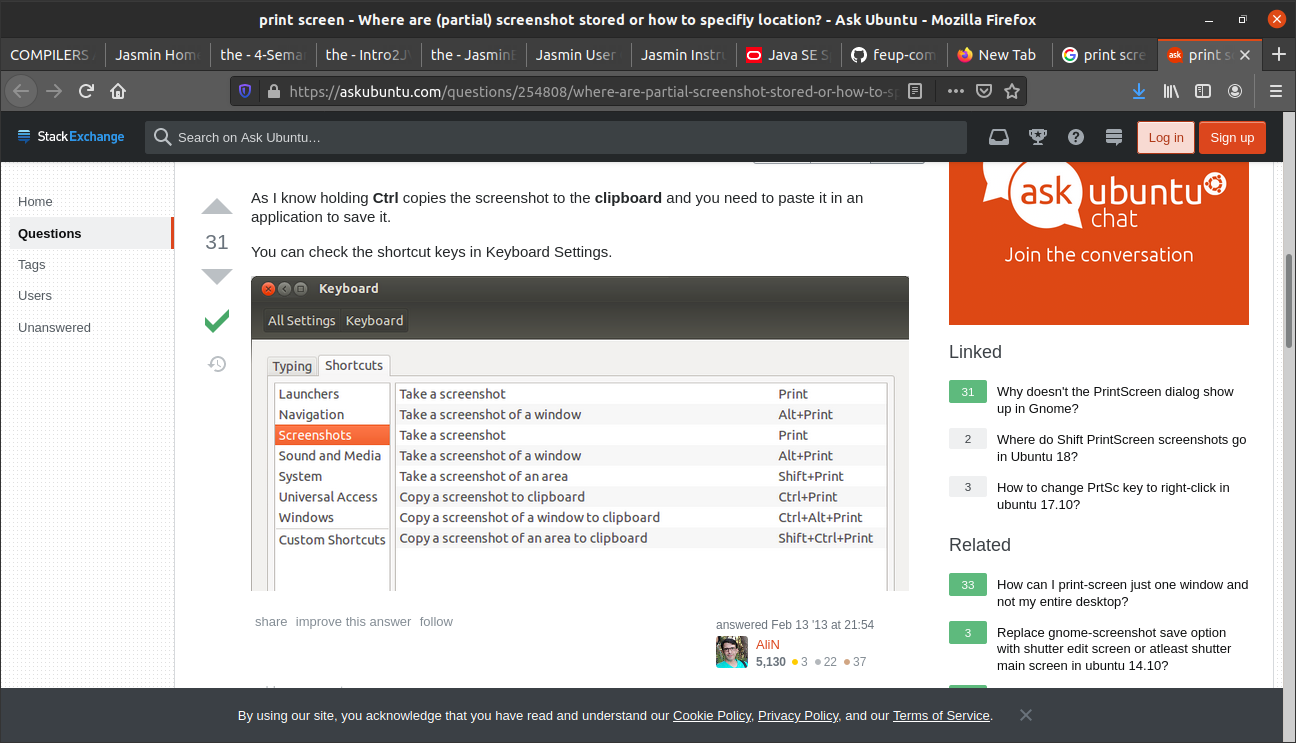 print screen - Where are (partial) screenshot stored or how to specifiy location? - Ask Ubuntu - Mozilla Firefox
COMPILERS
Jasmin Hom
the - 4-Sema
the - Intro2J
the - Jasmin
Jasmin User
Jasmin Instru
Java SE S
feup-com
New Tab
print scre
ask
print s
https://askubuntu.com/questions/254808/where-are-partial-screenshot-stored-or-how-to-sp
StackExchange
Search on Ask Ubuntu…
Log in
Sign up
Home
Questions
Tags
Users
Unanswered
31
As I know holding Ctrl copies the screenshot to the clipboard and you need to paste it in an
application to save it.
You can check the shortcut keys in Keyboard Settings.
Keyboard
All Settings Keyboard
Typing Shortcuts
Launchers
Navigation
Screenshots
Sound and Media
System
Universal Access
Windows
Custom Shortcuts
Take a screenshot Print
Take a screenshot of a window Alt+Print
Take a screenshot Print
Take a screenshot of a window Alt+Print
Take a screenshot of an area Shift+Print
Copy a screenshot to clipboard Ctrl+Print
Copy a screenshot of a window to clipboard Ctrl+Alt+Print
Copy a screenshot of an area to clipboard Shift+Ctrl+Print
share improve this answer follow
answered Feb 13 '13 at 21:54
AliN
5,130 3 22 37
ask ubuntu
chat
Join the conversation
Linked
31 Why doesn't the PrintScreen dialog show
up in Gnome?
2 Where do Shift PrintScreen screenshots go
in Ubuntu 18?
3 How to change PrtSc key to right-click in
ubuntu 17.10?
Related
33 How can I print-screen just one window and
not my entire desktop?
3 Replace gnome-screenshot save option
with shutter edit screen or atleast shutter
main screen in ubuntu 14.10?
By using our site, you acknowledge that you have read and understand our Cookie Policy, Privacy Policy, and our Terms of Service.